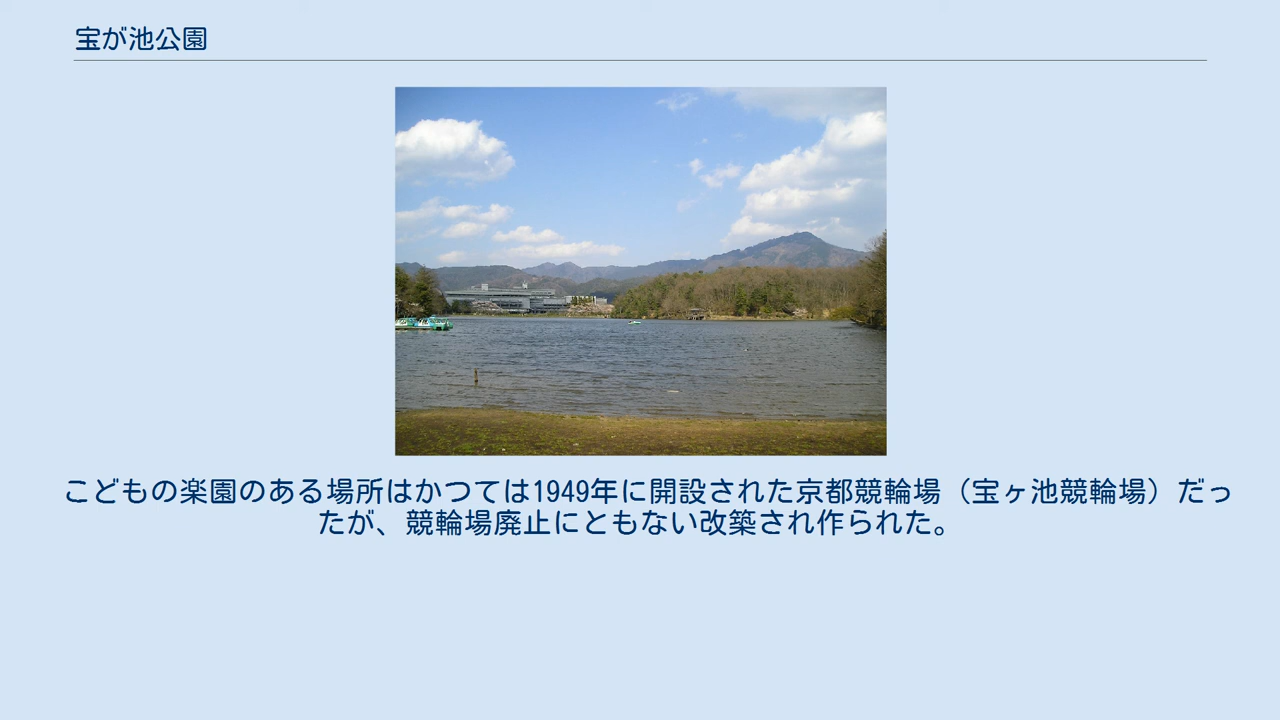 宝が池公園
こどもの楽園のある場所はかつては1949年に開設された京都競輪場（宝ヶ池競輪場）だっ
たが、競輪場廃止にともない改築され作られた。